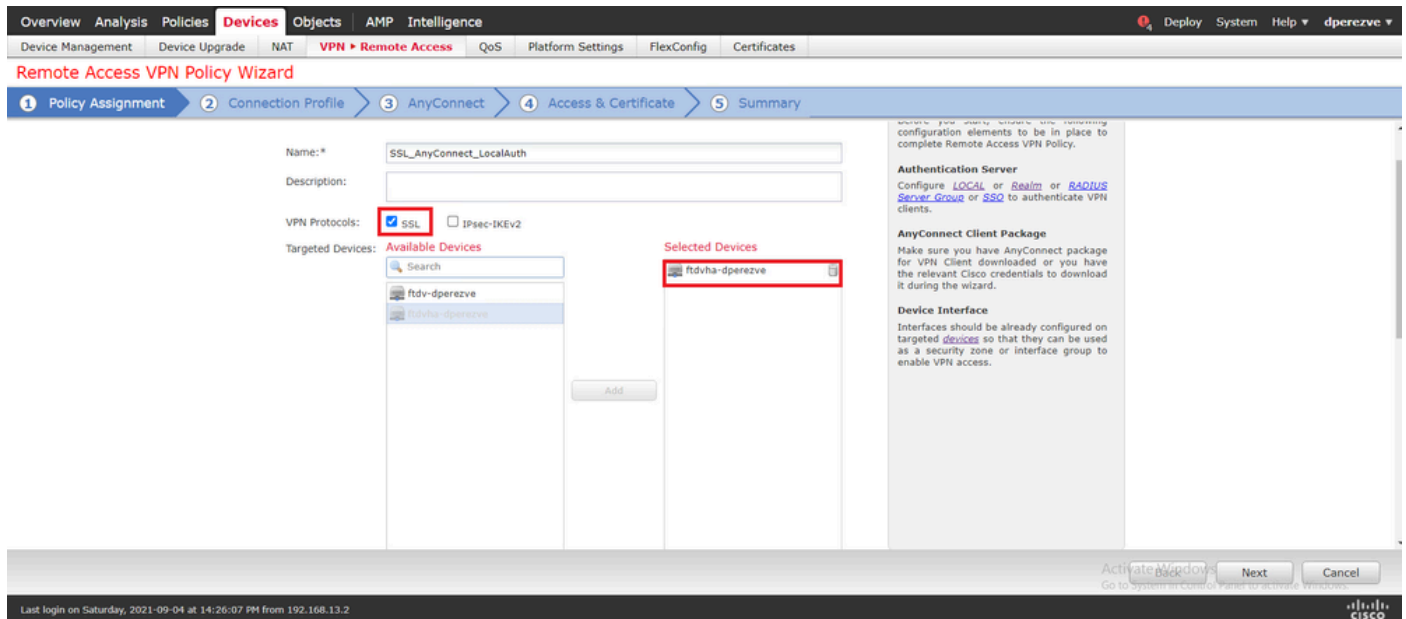 Overview Analysis Policies Devices Objects AMP Intelligence 4 Deploy System Help ▾ dperezve ▾
Device Management Device Upgrade NAT VPN ▸ Remote Access QoS Platform Settings FlexConfig Certificates
Remote Access VPN Policy Wizard
1 Policy Assignment 2 Connection Profile 3 AnyConnect 4 Access & Certificate 5 Summary
Name:* SSL_AnyConnect_LocalAuth
Description:
VPN Protocols: SSL IPsec-IKEv2
Targeted Devices: Available Devices Selected Devices
Search
ftdv-dperezve
ftdvha-dperezve
ftdvha-dperezve
Add
Before you start, ensure the following
configuration elements to be in place to
complete Remote Access VPN Policy.
Authentication Server
Configure LOCAL or Realm or RADIUS
Server Group or SSO to authenticate VPN
clients.
AnyConnect Client Package
Make sure you have AnyConnect package
for VPN Client downloaded or you have
the relevant Cisco credentials to download
it during the wizard.
Device Interface
Interfaces should be already configured on
targeted devices so that they can be used
as a security zone or interface group to
enable VPN access.
Activate Windows
Go to System in Control Panel to activate Windows.
Back Next Cancel
Last login on Saturday, 2021-09-04 at 14:26:07 PM from 192.168.13.2
CISCO